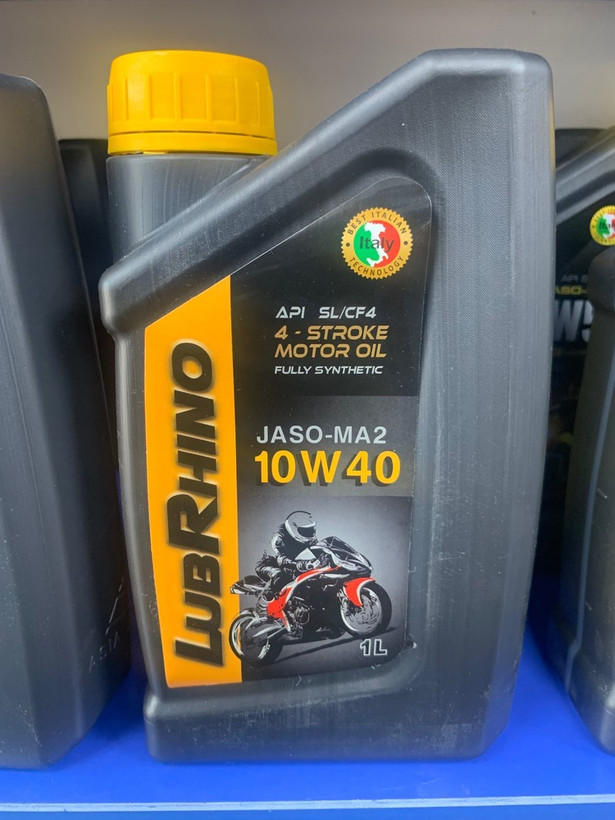 BEST ITALIAN
Italy
TECHNOLOGY
API SL/CF4
4 - STROKE
MOTOR OIL
FULLY SYNTHETIC
JASO-MA2
10W40
LUBRHINO
1L